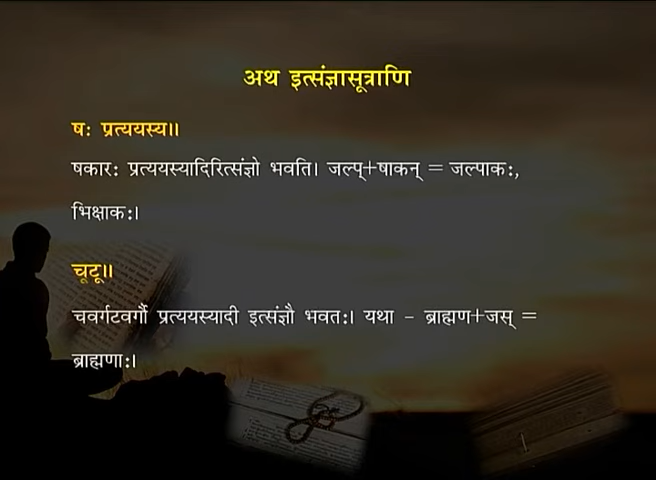 अथ इत्संज्ञासूत्राणि
षः प्रत्ययस्य॥
षकारः प्रत्ययस्यादिरित्संज्ञो भवति। जल्प्+षाकन् = जल्पाकः,
भिक्षाकः।
चूटू॥
चवर्गटवर्गौ प्रत्ययस्यादी इत्संज्ञौ भवतः। यथा - ब्राह्मण+जस् =
ब्राह्मणाः।